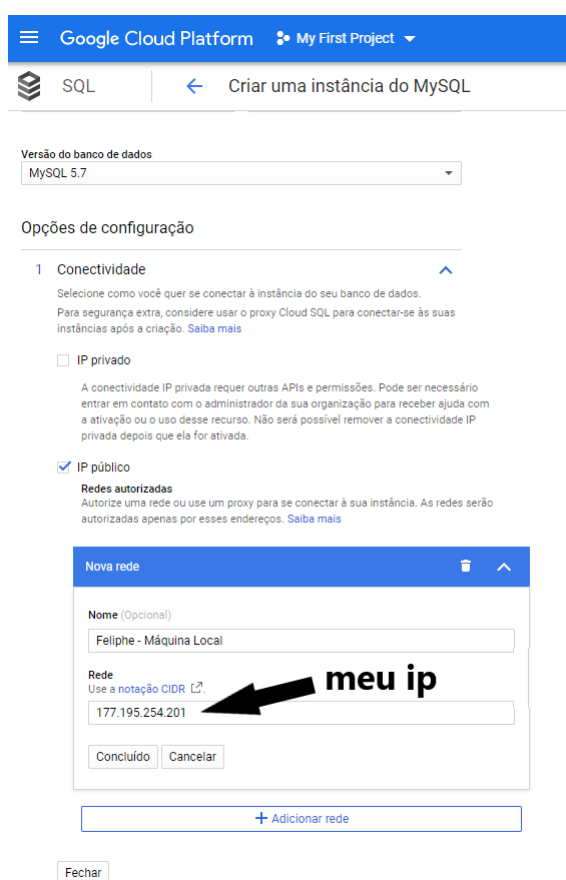 Google Cloud Platform My First Project
SQL Criar uma instância do MySQL
Versão do banco de dados
MySQL 5.7
Opções de configuração
1 Conectividade
Selecione como você quer se conectar à instância do seu banco de dados.
Para segurança extra, considere usar o proxy Cloud SQL para conectar-se às suas
instâncias após a criação. Saiba mais
IP privado
A conectividade IP privada requer outras APIs e permissões. Pode ser necessário
entrar em contato com o administrador da sua organização para receber ajuda com
a ativação ou o uso desse recurso. Não será possível remover a conectividade IP
privada depois que ela for ativada.
IP público
Redes autorizadas
Autorize uma rede ou use um proxy para se conectar à sua instância. As redes serão
autorizadas apenas por esses endereços. Saiba mais
Nova rede
Nome (Opcional)
Feliphe - Máquina Local
Rede
Use a notação CIDR .
meu ip
177.195.254.201
Concluído Cancelar
+ Adicionar rede
Fechar